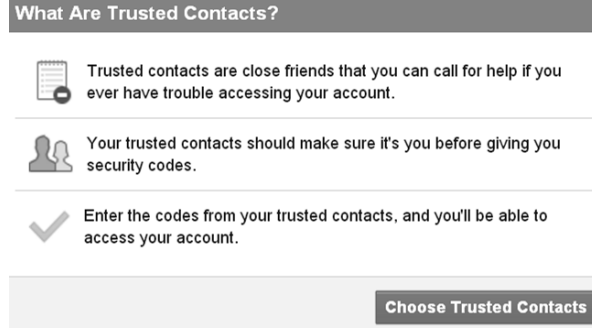 What Are Trusted Contacts?
Trusted contacts are close friends that you can call for help if you
ever have trouble accessing your account.
Your trusted contacts should make sure it's you before giving you
security codes.
Enter the codes from your trusted contacts, and you'll be able to
access your account.
Choose Trusted Contacts